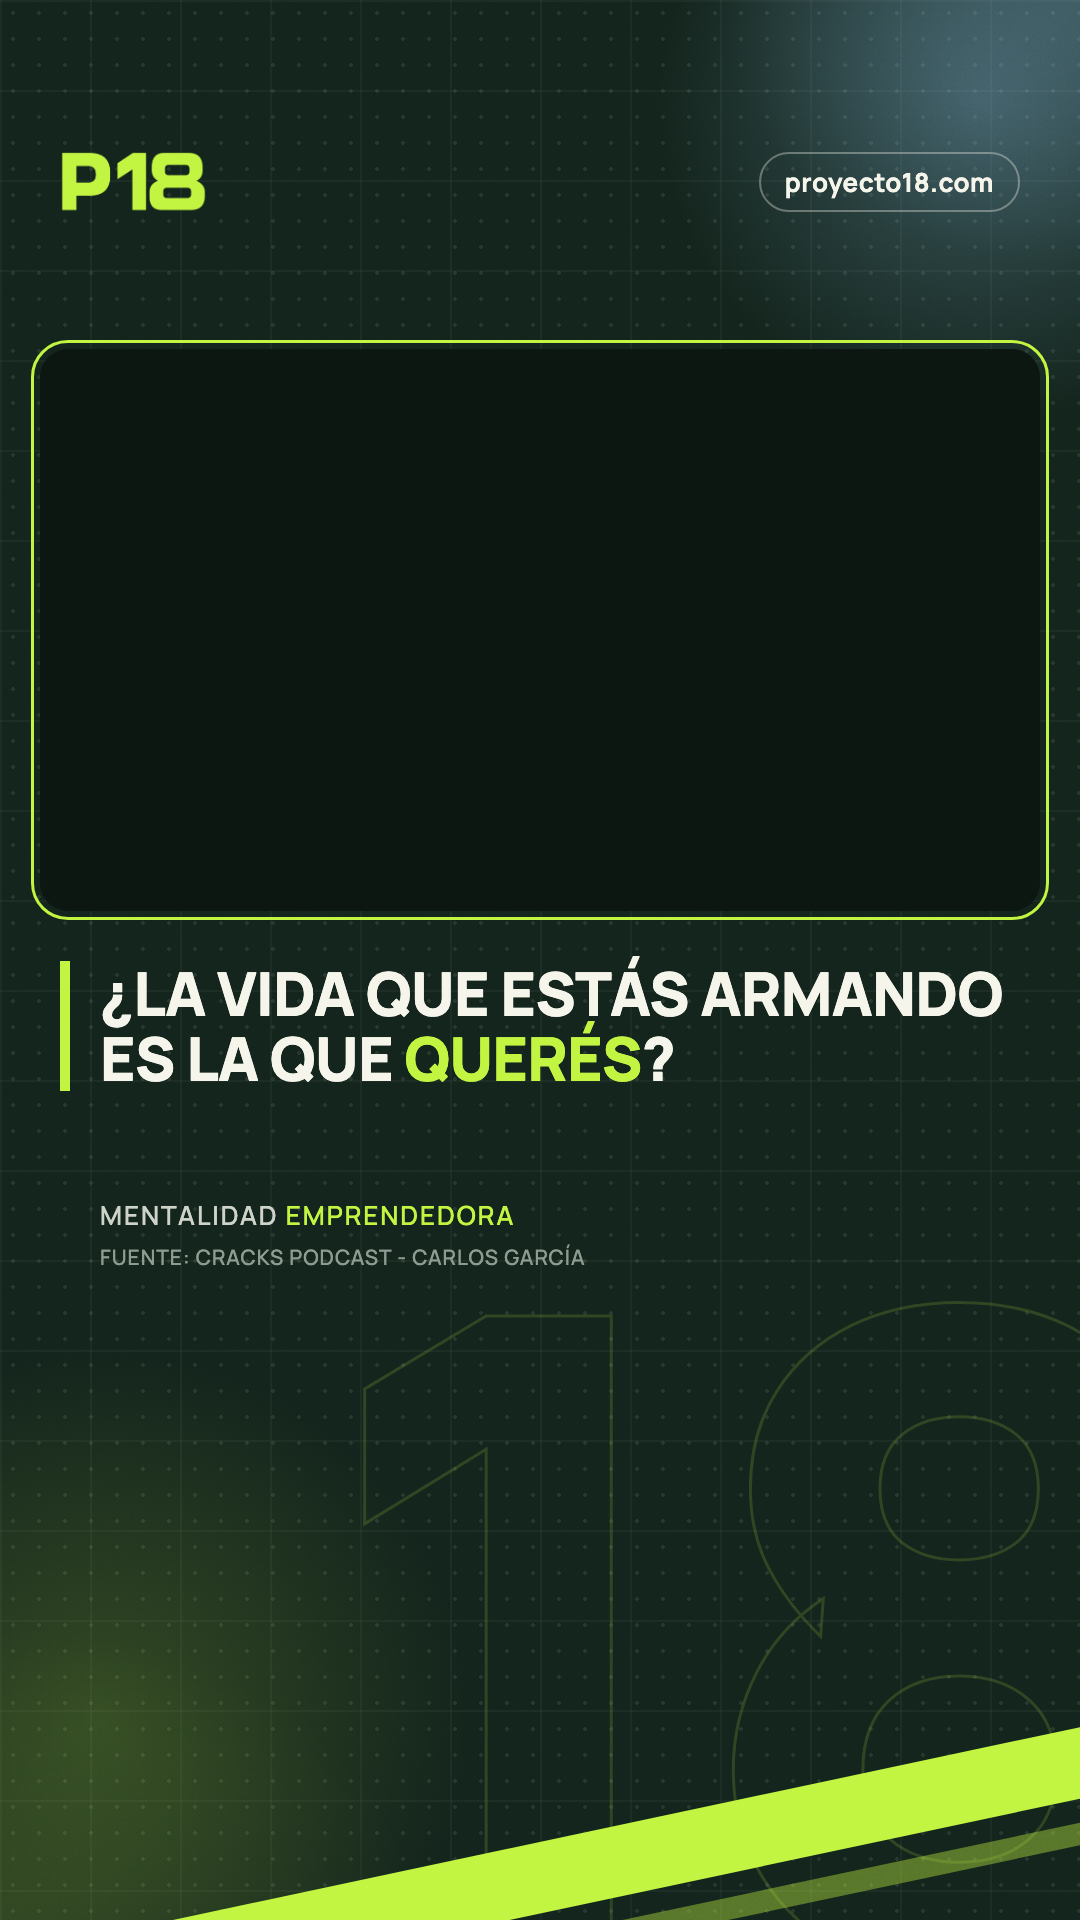 P18
proyecto18.com
¿LA VIDA QUE ESTÁS ARMANDO
ES LA QUE QUERÉS?
MENTALIDAD EMPRENDEDORA
FUENTE: CRACKS PODCAST - CARLOS GARCÍA
18